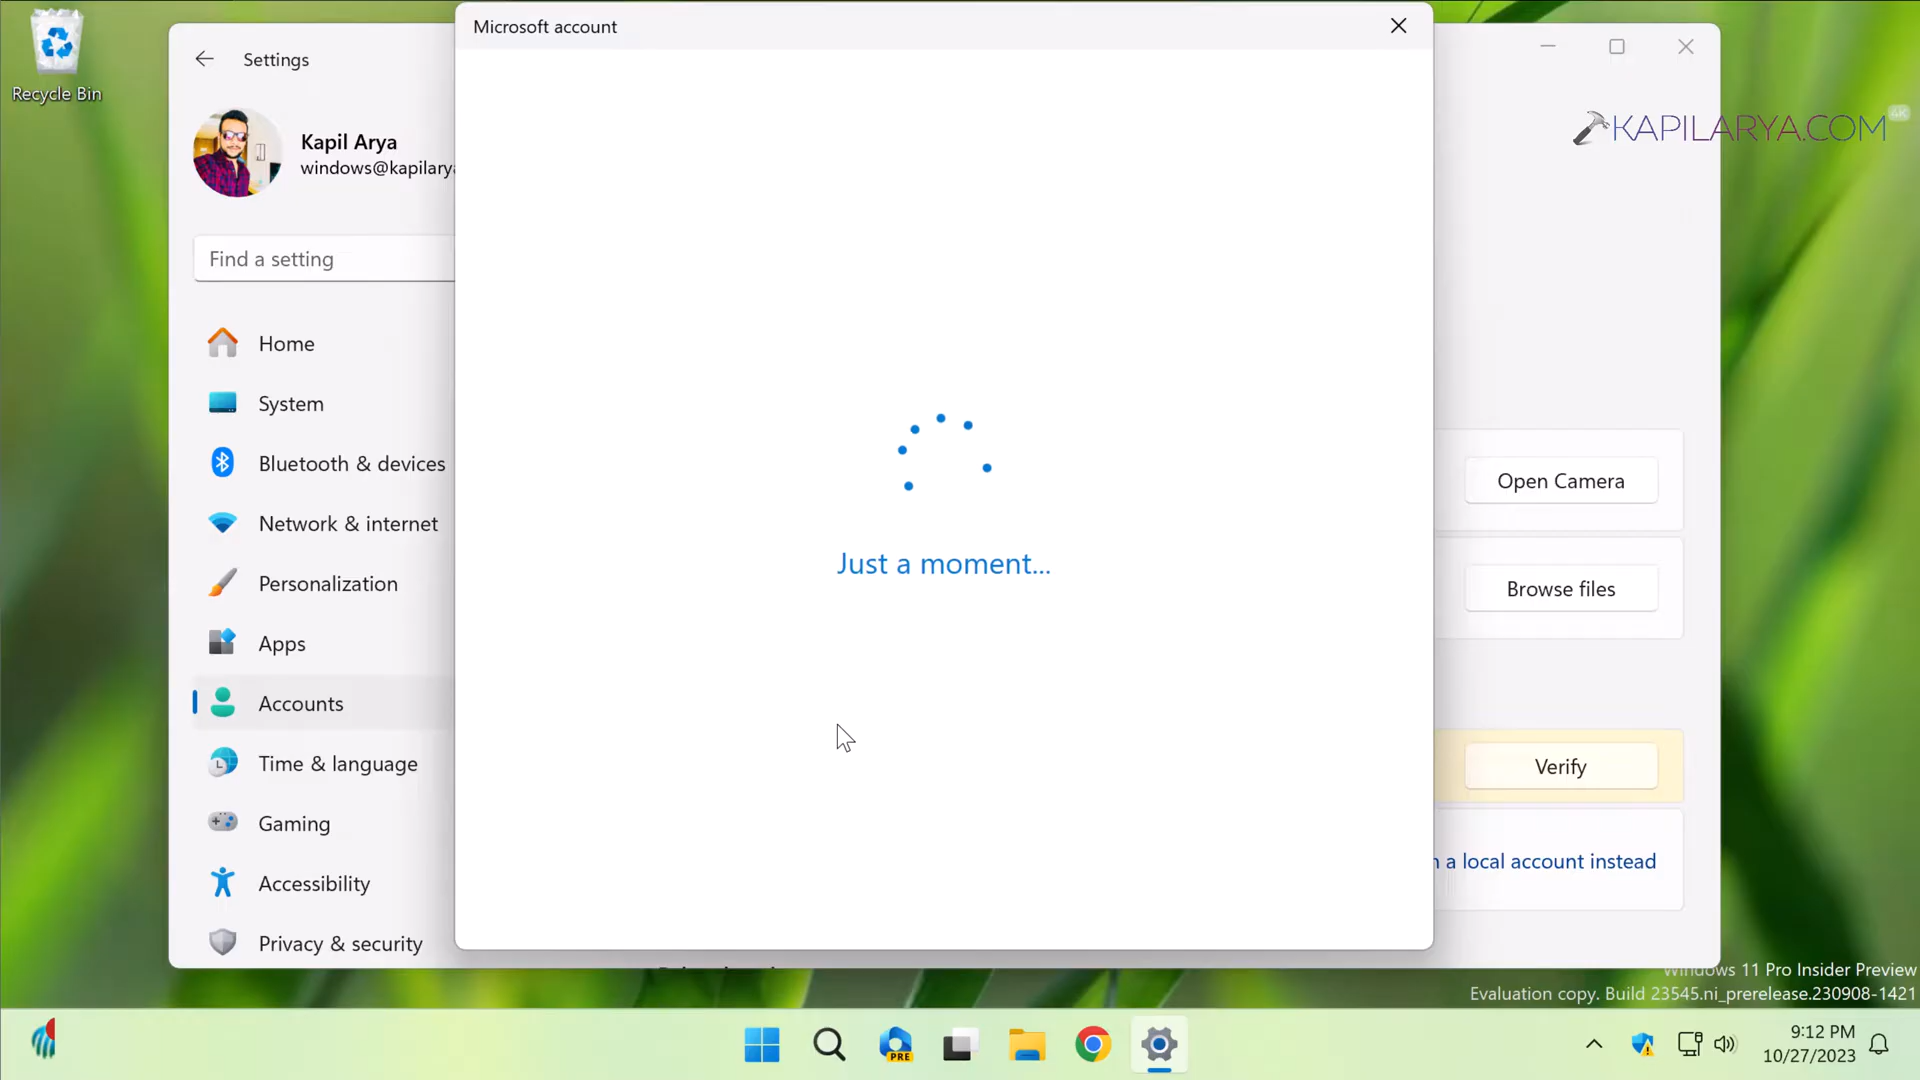 Recycle Bin
Settings
Kapil Arya
windows@kapilarya
Find a setting
Home
System
Bluetooth & devices
Network & internet
Personalization
Apps
Accounts
Time & language
Gaming
Accessibility
Privacy & security
Microsoft account
Just a moment...
KAPILARYA.COM
4K
Open Camera
Browse files
Verify
a local account instead
Windows 11 Pro Insider Preview
Evaluation copy. Build 23545.ni_prerelease.230908-1421
PRE
9:12 PM
10/27/2023